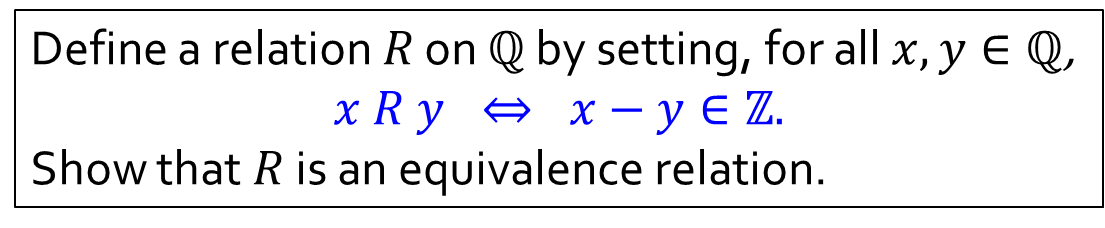 Define a relation 𝑅 on ℚ by setting, for all 𝑥, 𝑦 ∈ ℚ,
𝑥 𝑅 𝑦 ⇔ 𝑥 − 𝑦 ∈ ℤ.
Show that 𝑅 is an equivalence relation.